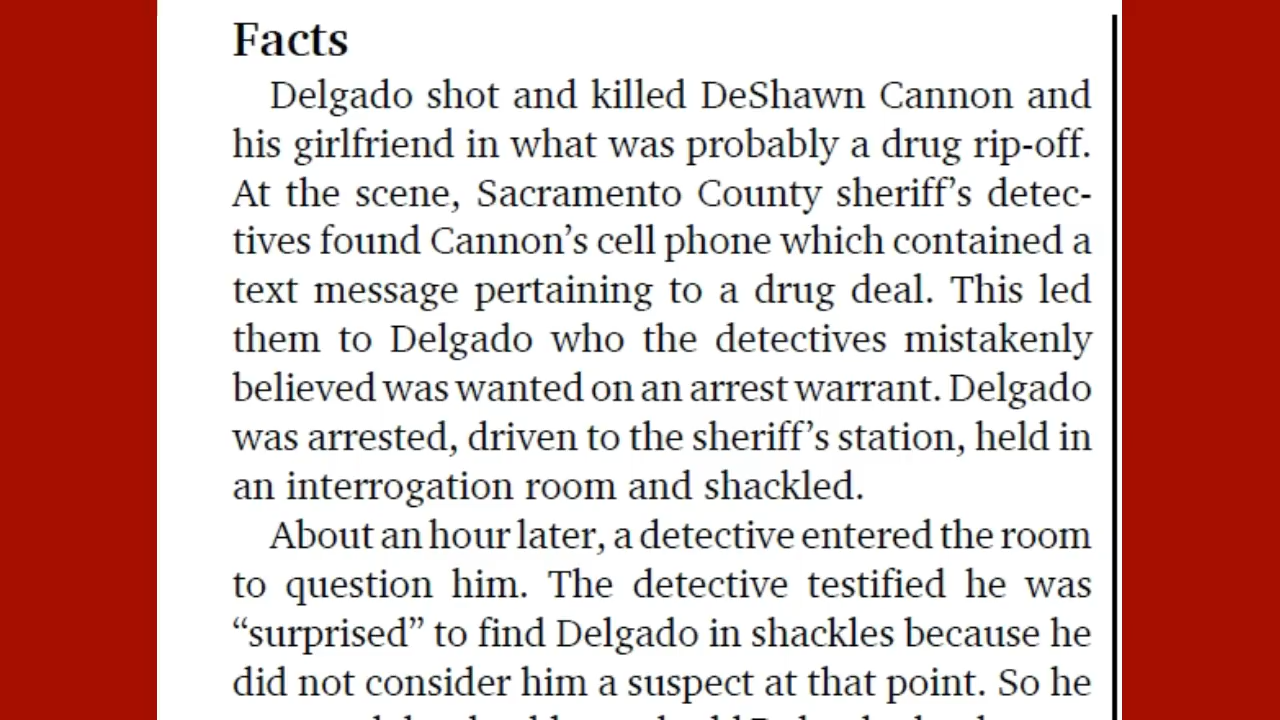 Facts
Delgado shot and killed DeShawn Cannon and
his girlfriend in what was probably a drug rip-off.
At the scene, Sacramento County sheriff’s detec-
tives found Cannon’s cell phone which contained a
text message pertaining to a drug deal. This led
them to Delgado who the detectives mistakenly
believed was wanted on an arrest warrant. Delgado
was arrested, driven to the sheriff’s station, held in
an interrogation room and shackled.
About an hour later, a detective entered the room
to question him. The detective testified he was
“surprised” to find Delgado in shackles because he
did not consider him a suspect at that point. So he